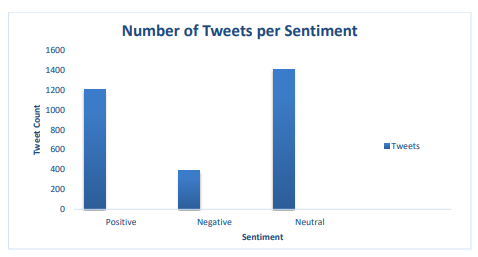 Number of Tweets per Sentiment
1600
1400
1200
1000
800
600
400
200
0
Tweet Count
Positive
Negative
Neutral
Sentiment
Tweets